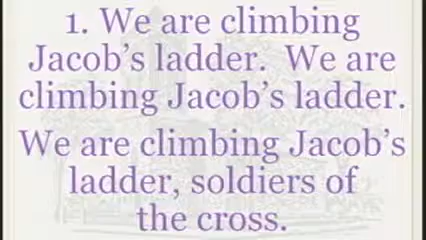 1. We are climbing
Jacob’s ladder.  We are
climbing Jacob’s ladder.
We are climbing Jacob’s
ladder, soldiers of
the cross.